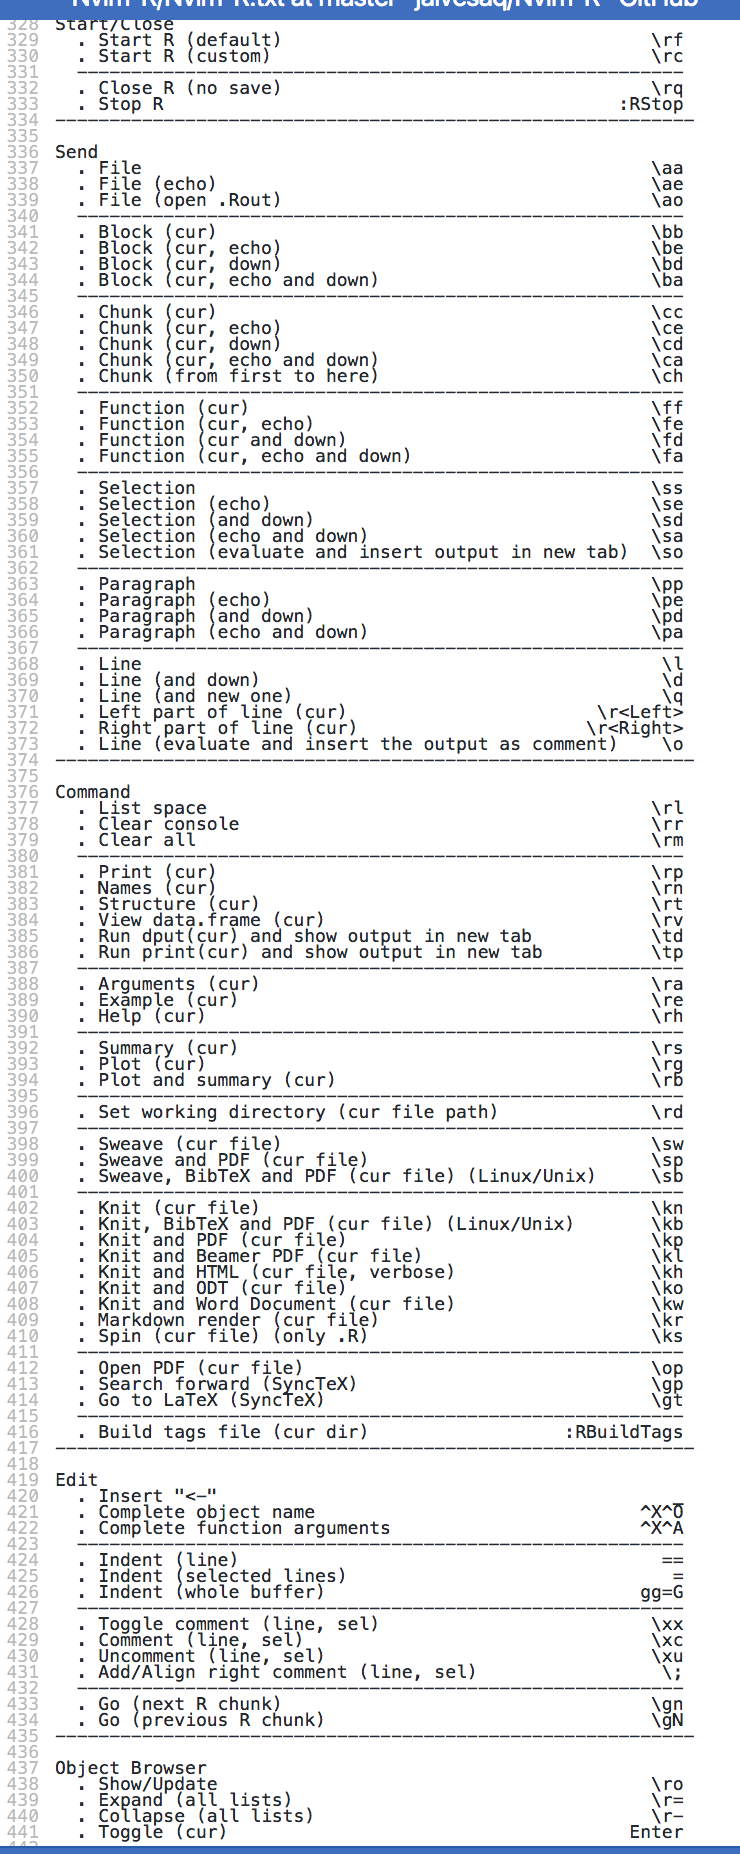 Nvim-R/Nvim-R.txt at master · jalvesaq/Nvim-R · GitHub
328 Start/Close
329 . Start R (default) \rf
330 . Start R (custom) \rc
331 --------------------------------------------------------
332 . Close R (no save) \rq
333 . Stop R :RStop
334 -----------------------------------------------------------
335
336 Send
337 . File \aa
338 . File (echo) \ae
339 . File (open .Rout) \ao
340 --------------------------------------------------------
341 . Block (cur) \bb
342 . Block (cur, echo) \be
343 . Block (cur, down) \bd
344 . Block (cur, echo and down) \ba
345 --------------------------------------------------------
346 . Chunk (cur) \cc
347 . Chunk (cur, echo) \ce
348 . Chunk (cur, down) \cd
349 . Chunk (cur, echo and down) \ca
350 . Chunk (from first to here) \ch
351 --------------------------------------------------------
352 . Function (cur) \ff
353 . Function (cur, echo) \fe
354 . Function (cur and down) \fd
355 . Function (cur, echo and down) \fa
356 --------------------------------------------------------
357 . Selection \ss
358 . Selection (echo) \se
359 . Selection (and down) \sd
360 . Selection (echo and down) \sa
361 . Selection (evaluate and insert output in new tab) \so
362 --------------------------------------------------------
363 . Paragraph \pp
364 . Paragraph (echo) \pe
365 . Paragraph (and down) \pd
366 . Paragraph (echo and down) \pa
367 --------------------------------------------------------
368 . Line \l
369 . Line (and down) \d
370 . Line (and new one) \q
371 . Left part of line (cur) \r<Left>
372 . Right part of line (cur) \r<Right>
373 . Line (evaluate and insert the output as comment) \o
374 -----------------------------------------------------------
375
376 Command
377 . List space \rl
378 . Clear console \rr
379 . Clear all \rm
380 --------------------------------------------------------
381 . Print (cur) \rp
382 . Names (cur) \rn
383 . Structure (cur) \rt
384 . View data.frame (cur) \rv
385 . Run dput(cur) and show output in new tab \td
386 . Run print(cur) and show output in new tab \tp
387 --------------------------------------------------------
388 . Arguments (cur) \ra
389 . Example (cur) \re
390 . Help (cur) \rh
391 --------------------------------------------------------
392 . Summary (cur) \rs
393 . Plot (cur) \rg
394 . Plot and summary (cur) \rb
395 --------------------------------------------------------
396 . Set working directory (cur file path) \rd
397 --------------------------------------------------------
398 . Sweave (cur file) \sw
399 . Sweave and PDF (cur file) \sp
400 . Sweave, BibTeX and PDF (cur file) (Linux/Unix) \sb
401 --------------------------------------------------------
402 . Knit (cur file) \kn
403 . Knit, BibTeX and PDF (cur file) (Linux/Unix) \kb
404 . Knit and PDF (cur file) \kp
405 . Knit and Beamer PDF (cur file) \kl
406 . Knit and HTML (cur file, verbose) \kh
407 . Knit and ODT (cur file) \ko
408 . Knit and Word Document (cur file) \kw
409 . Markdown render (cur file) \kr
410 . Spin (cur file) (only .R) \ks
411 --------------------------------------------------------
412 . Open PDF (cur file) \op
413 . Search forward (SyncTeX) \gp
414 . Go to LaTeX (SyncTeX) \gt
415 --------------------------------------------------------
416 . Build tags file (cur dir) :RBuildTags
417 -----------------------------------------------------------
418
419 Edit
420 . Insert "<-" _
421 . Complete object name ^X^O
422 . Complete function arguments ^X^A
423 --------------------------------------------------------
424 . Indent (line) ==
425 . Indent (selected lines) =
426 . Indent (whole buffer) gg=G
427 --------------------------------------------------------
428 . Toggle comment (line, sel) \xx
429 . Comment (line, sel) \xc
430 . Uncomment (line, sel) \xu
431 . Add/Align right comment (line, sel) \;
432 --------------------------------------------------------
433 . Go (next R chunk) \gn
434 . Go (previous R chunk) \gN
435 -----------------------------------------------------------
436
437 Object Browser
438 . Show/Update \ro
439 . Expand (all lists) \r=
440 . Collapse (all lists) \r-
441 . Toggle (cur) Enter